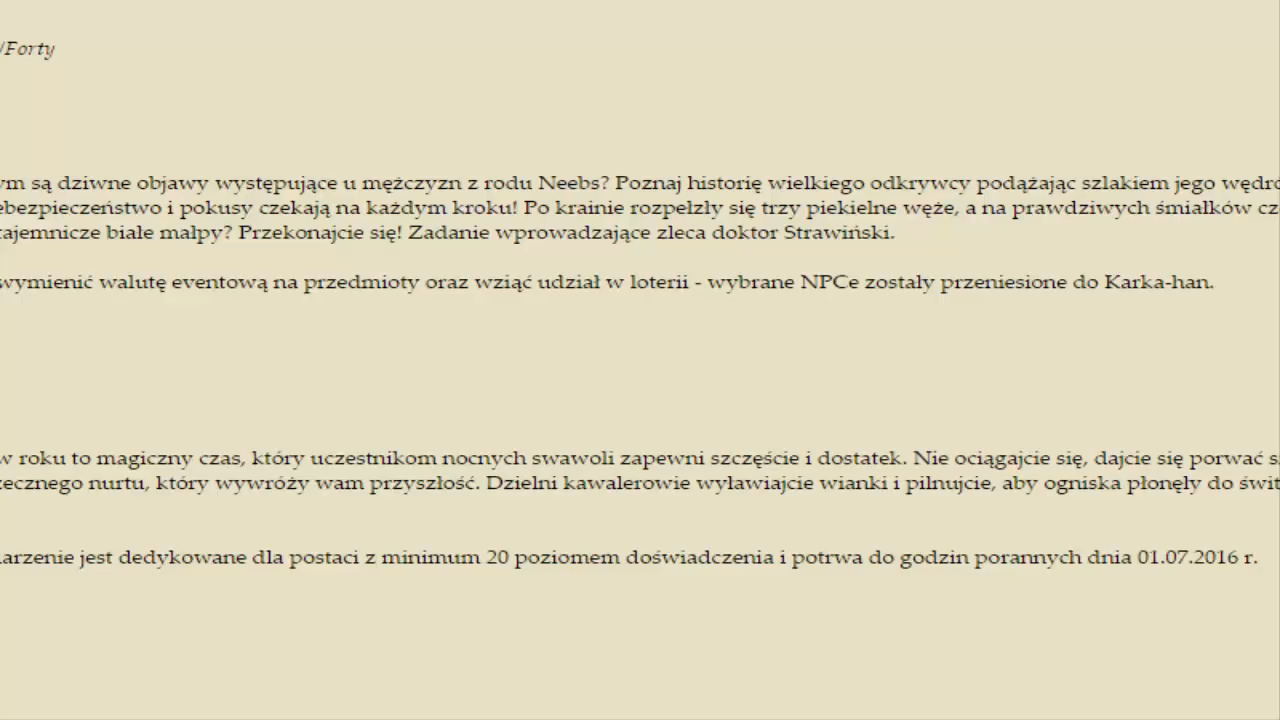 /Forty
ym są dziwne objawy występujące u mężczyzn z rodu Neebs? Poznaj historię wielkiego odkrywcy podążając szlakiem jego wędró
ebezpieczeństwo i pokusy czekają na każdym kroku! Po krainie rozpełzły się trzy piekielne węże, a na prawdziwych śmiałków cz
tajemnicze białe małpy? Przekonajcie się! Zadanie wprowadzające zleca doktor Strawiński.
wymienić walutę eventową na przedmioty oraz wziąć udział w loterii - wybrane NPCe zostały przeniesione do Karka-han.
w roku to magiczny czas, który uczestnikom nocnych swawoli zapewni szczęście i dostatek. Nie ociągajcie się, dajcie się porwać s
zecznego nurtu, który wywróży wam przyszłość. Dzielni kawalerowie wyławiajcie wianki i pilnujcie, aby ogniska płonęły do świt
arzenie jest dedykowane dla postaci z minimum 20 poziomem doświadczenia i potrwa do godzin porannych dnia 01.07.2016 r.